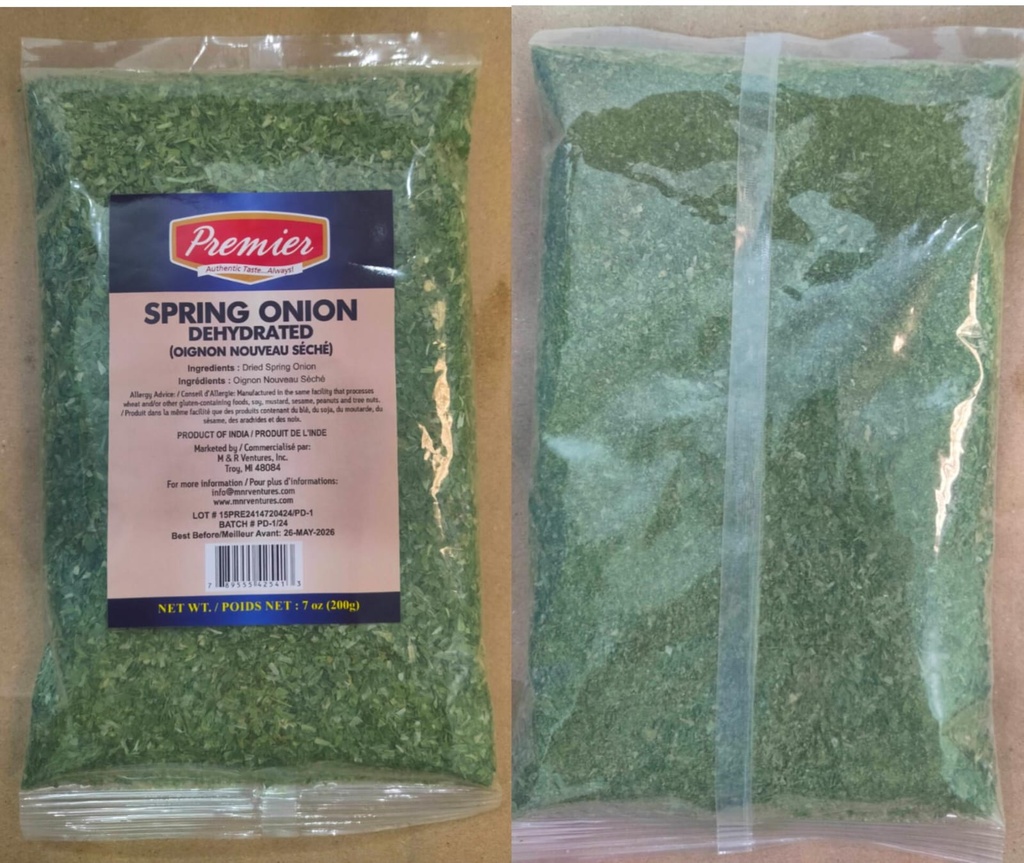 Premier
Authentic Taste...Always!
SPRING ONION
DEHYDRATED
(OIGNON NOUVEAU SÉCHÉ)
Ingredients : Dried Spring Onion
Ingrédients : Oignon Nouveau Séché
Allergy Advice: / Conseil d'Allergie: Manufactured in the same facility that processes
wheat and/or other gluten-containing foods, soy, mustard, sesame, peanuts and tree nuts.
/ Produit dans la même facilité que des produits contenant du blé, du soja, du moutarde, du
sésame, des arachides et des noix.
PRODUCT OF INDIA / PRODUIT DE L'INDE
Marketed by / Commercialisé par:
M & R Ventures, Inc.
Troy, MI 48084
For more information / Pour plus d'informations:
info@mnrventures.com
www.mnrventures.com
LOT # 15PRE2414720424/PD-1
BATCH # PD-1/24
Best Before/Meilleur Avant: 26-MAY-2026
7 89555 42541 3
NET WT. / POIDS NET : 7 oz (200g)